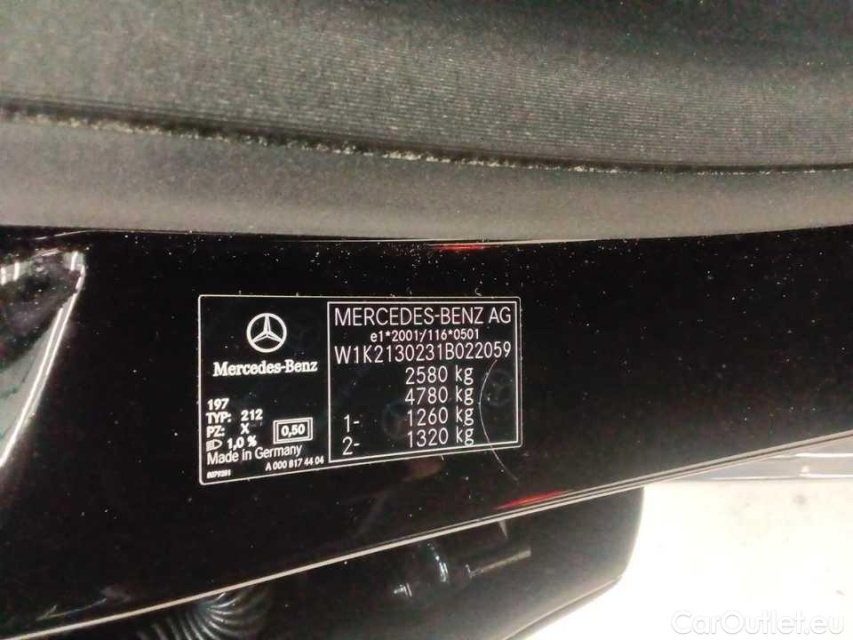 Mercedes-Benz
197
TYP: 212
PZ: X
0,50
1,0 %
Made in Germany
A 000 817 44 04
MERCEDES-BENZ AG
e1*2001/116*0501
W1K2130231B022059
2580 kg
4780 kg
1- 1260 kg
2- 1320 kg
CarOutlet.eu